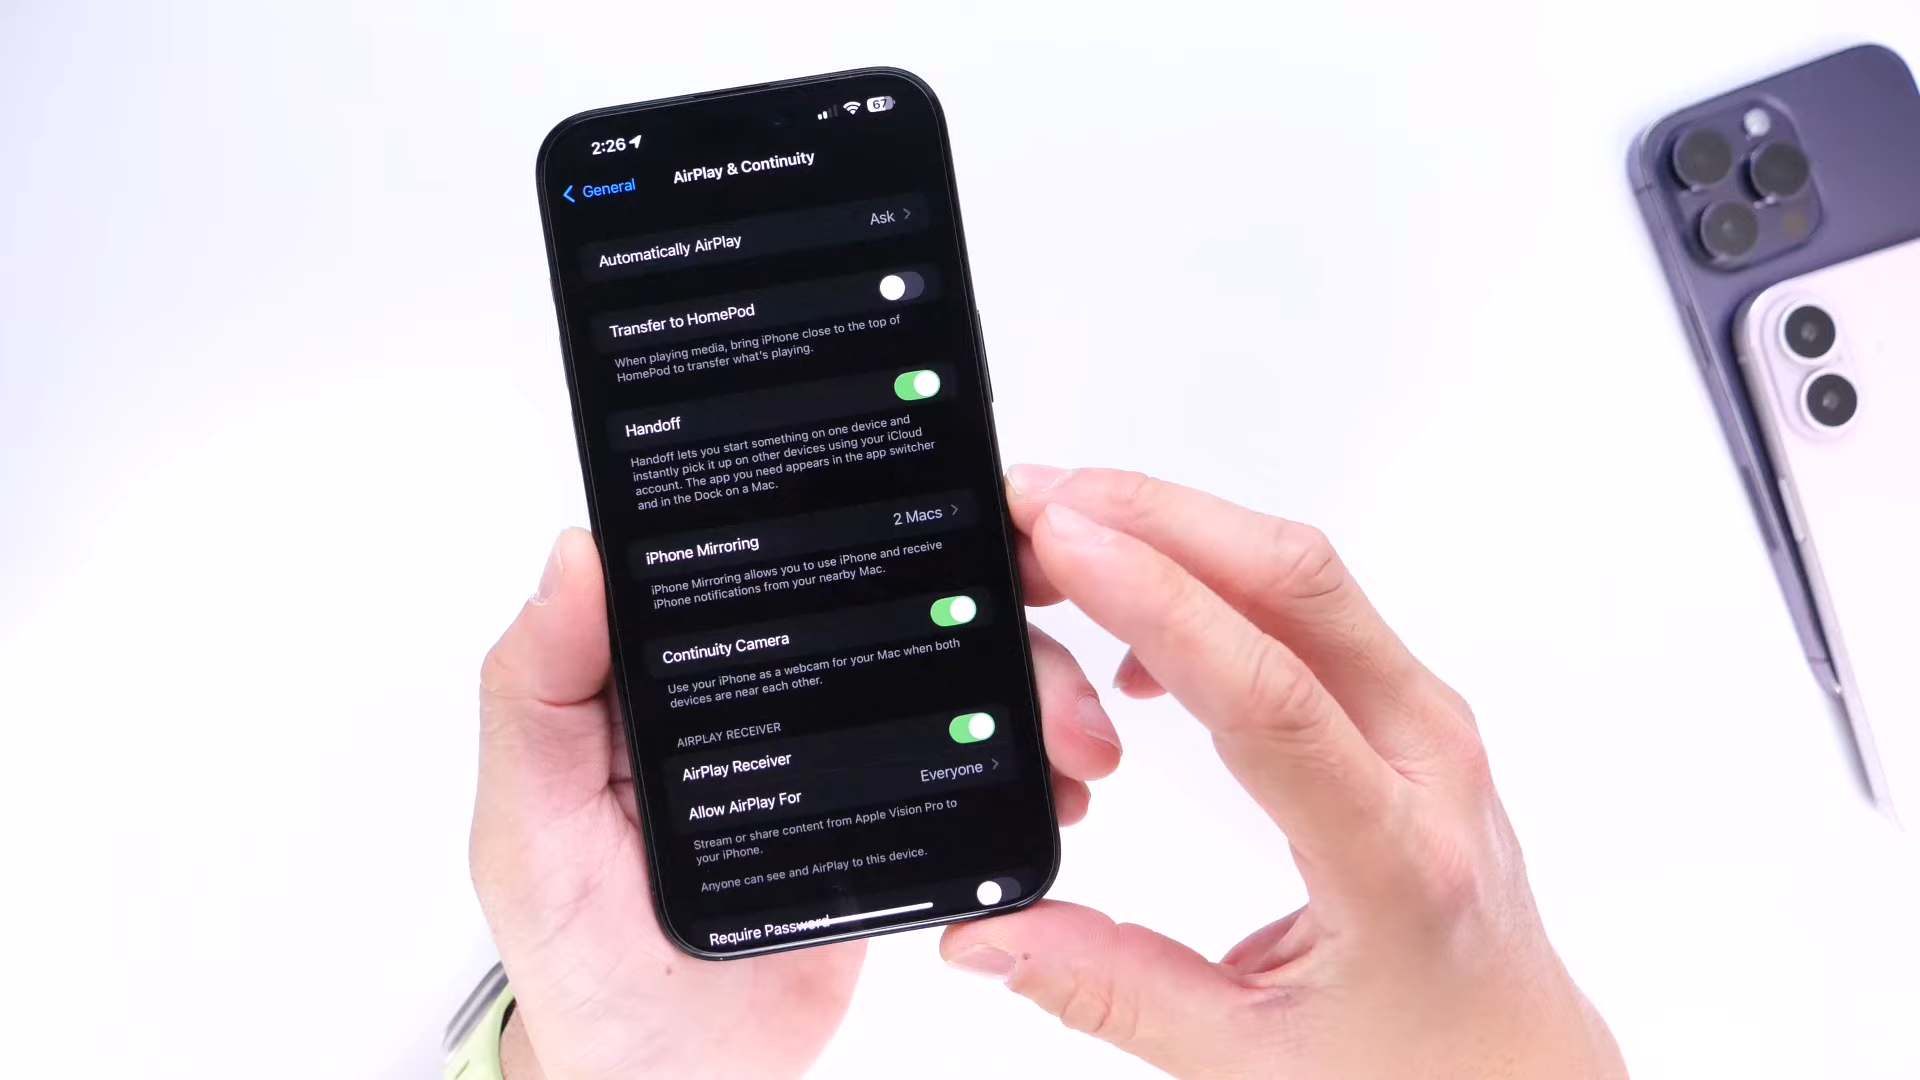 2:26
67
General
AirPlay & Continuity
Automatically AirPlay
Ask
Transfer to HomePod
When playing media, bring iPhone close to the top of
HomePod to transfer what's playing.
Handoff
Handoff lets you start something on one device and
instantly pick it up on other devices using your iCloud
account. The app you need appears in the app switcher
and in the Dock on a Mac.
iPhone Mirroring
2 Macs
iPhone Mirroring allows you to use iPhone and receive
iPhone notifications from your nearby Mac.
Continuity Camera
Use your iPhone as a webcam for your Mac when both
devices are near each other.
AIRPLAY RECEIVER
AirPlay Receiver
Allow AirPlay For
Everyone
Stream or share content from Apple Vision Pro to
your iPhone.
Anyone can see and AirPlay to this device.
Require Password